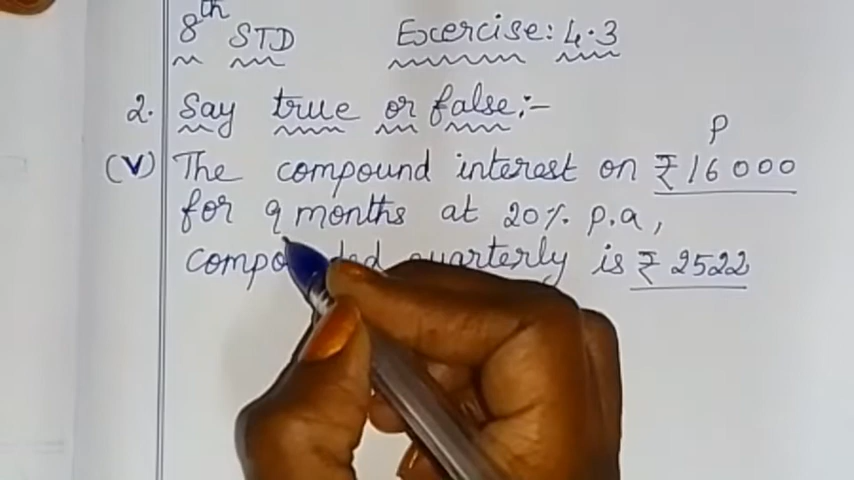 8th STD Exercise: 4.3
2. Say true or false:-
P
(V) The compound interest on ₹ 16000
for 9 months at 20% p.a,
quarterly is ₹ 2522